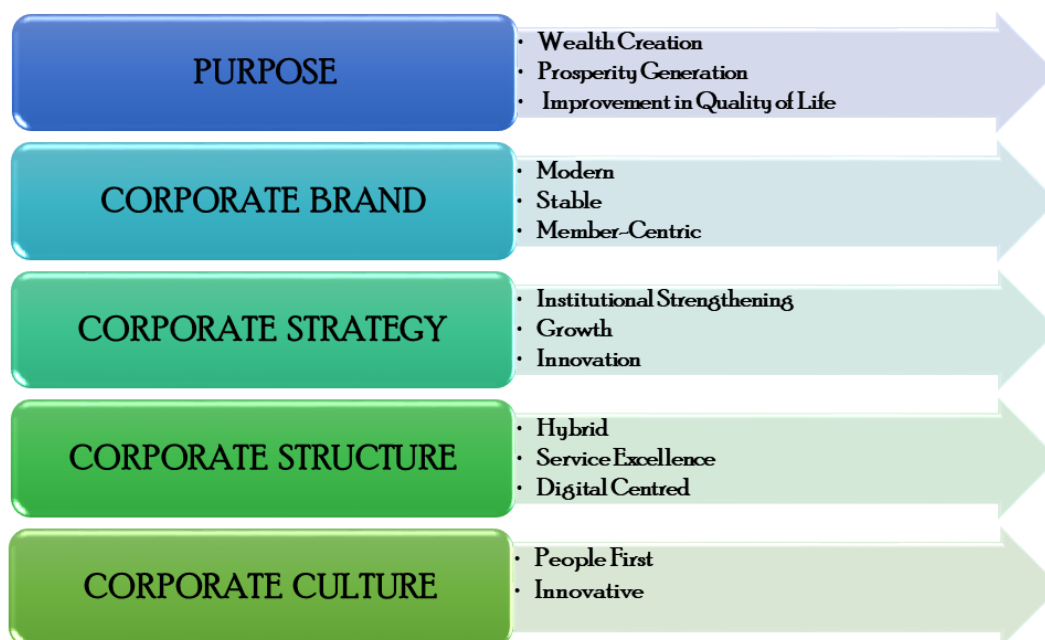 PURPOSE
• Wealth Creation
• Prosperity Generation
• Improvement in Quality of Life
CORPORATE BRAND
• Modern
• Stable
• Member-Centric
CORPORATE STRATEGY
• Institutional Strengthening
• Growth
• Innovation
CORPORATE STRUCTURE
• Hybrid
• Service Excellence
• Digital Centred
CORPORATE CULTURE
• People First
• Innovative